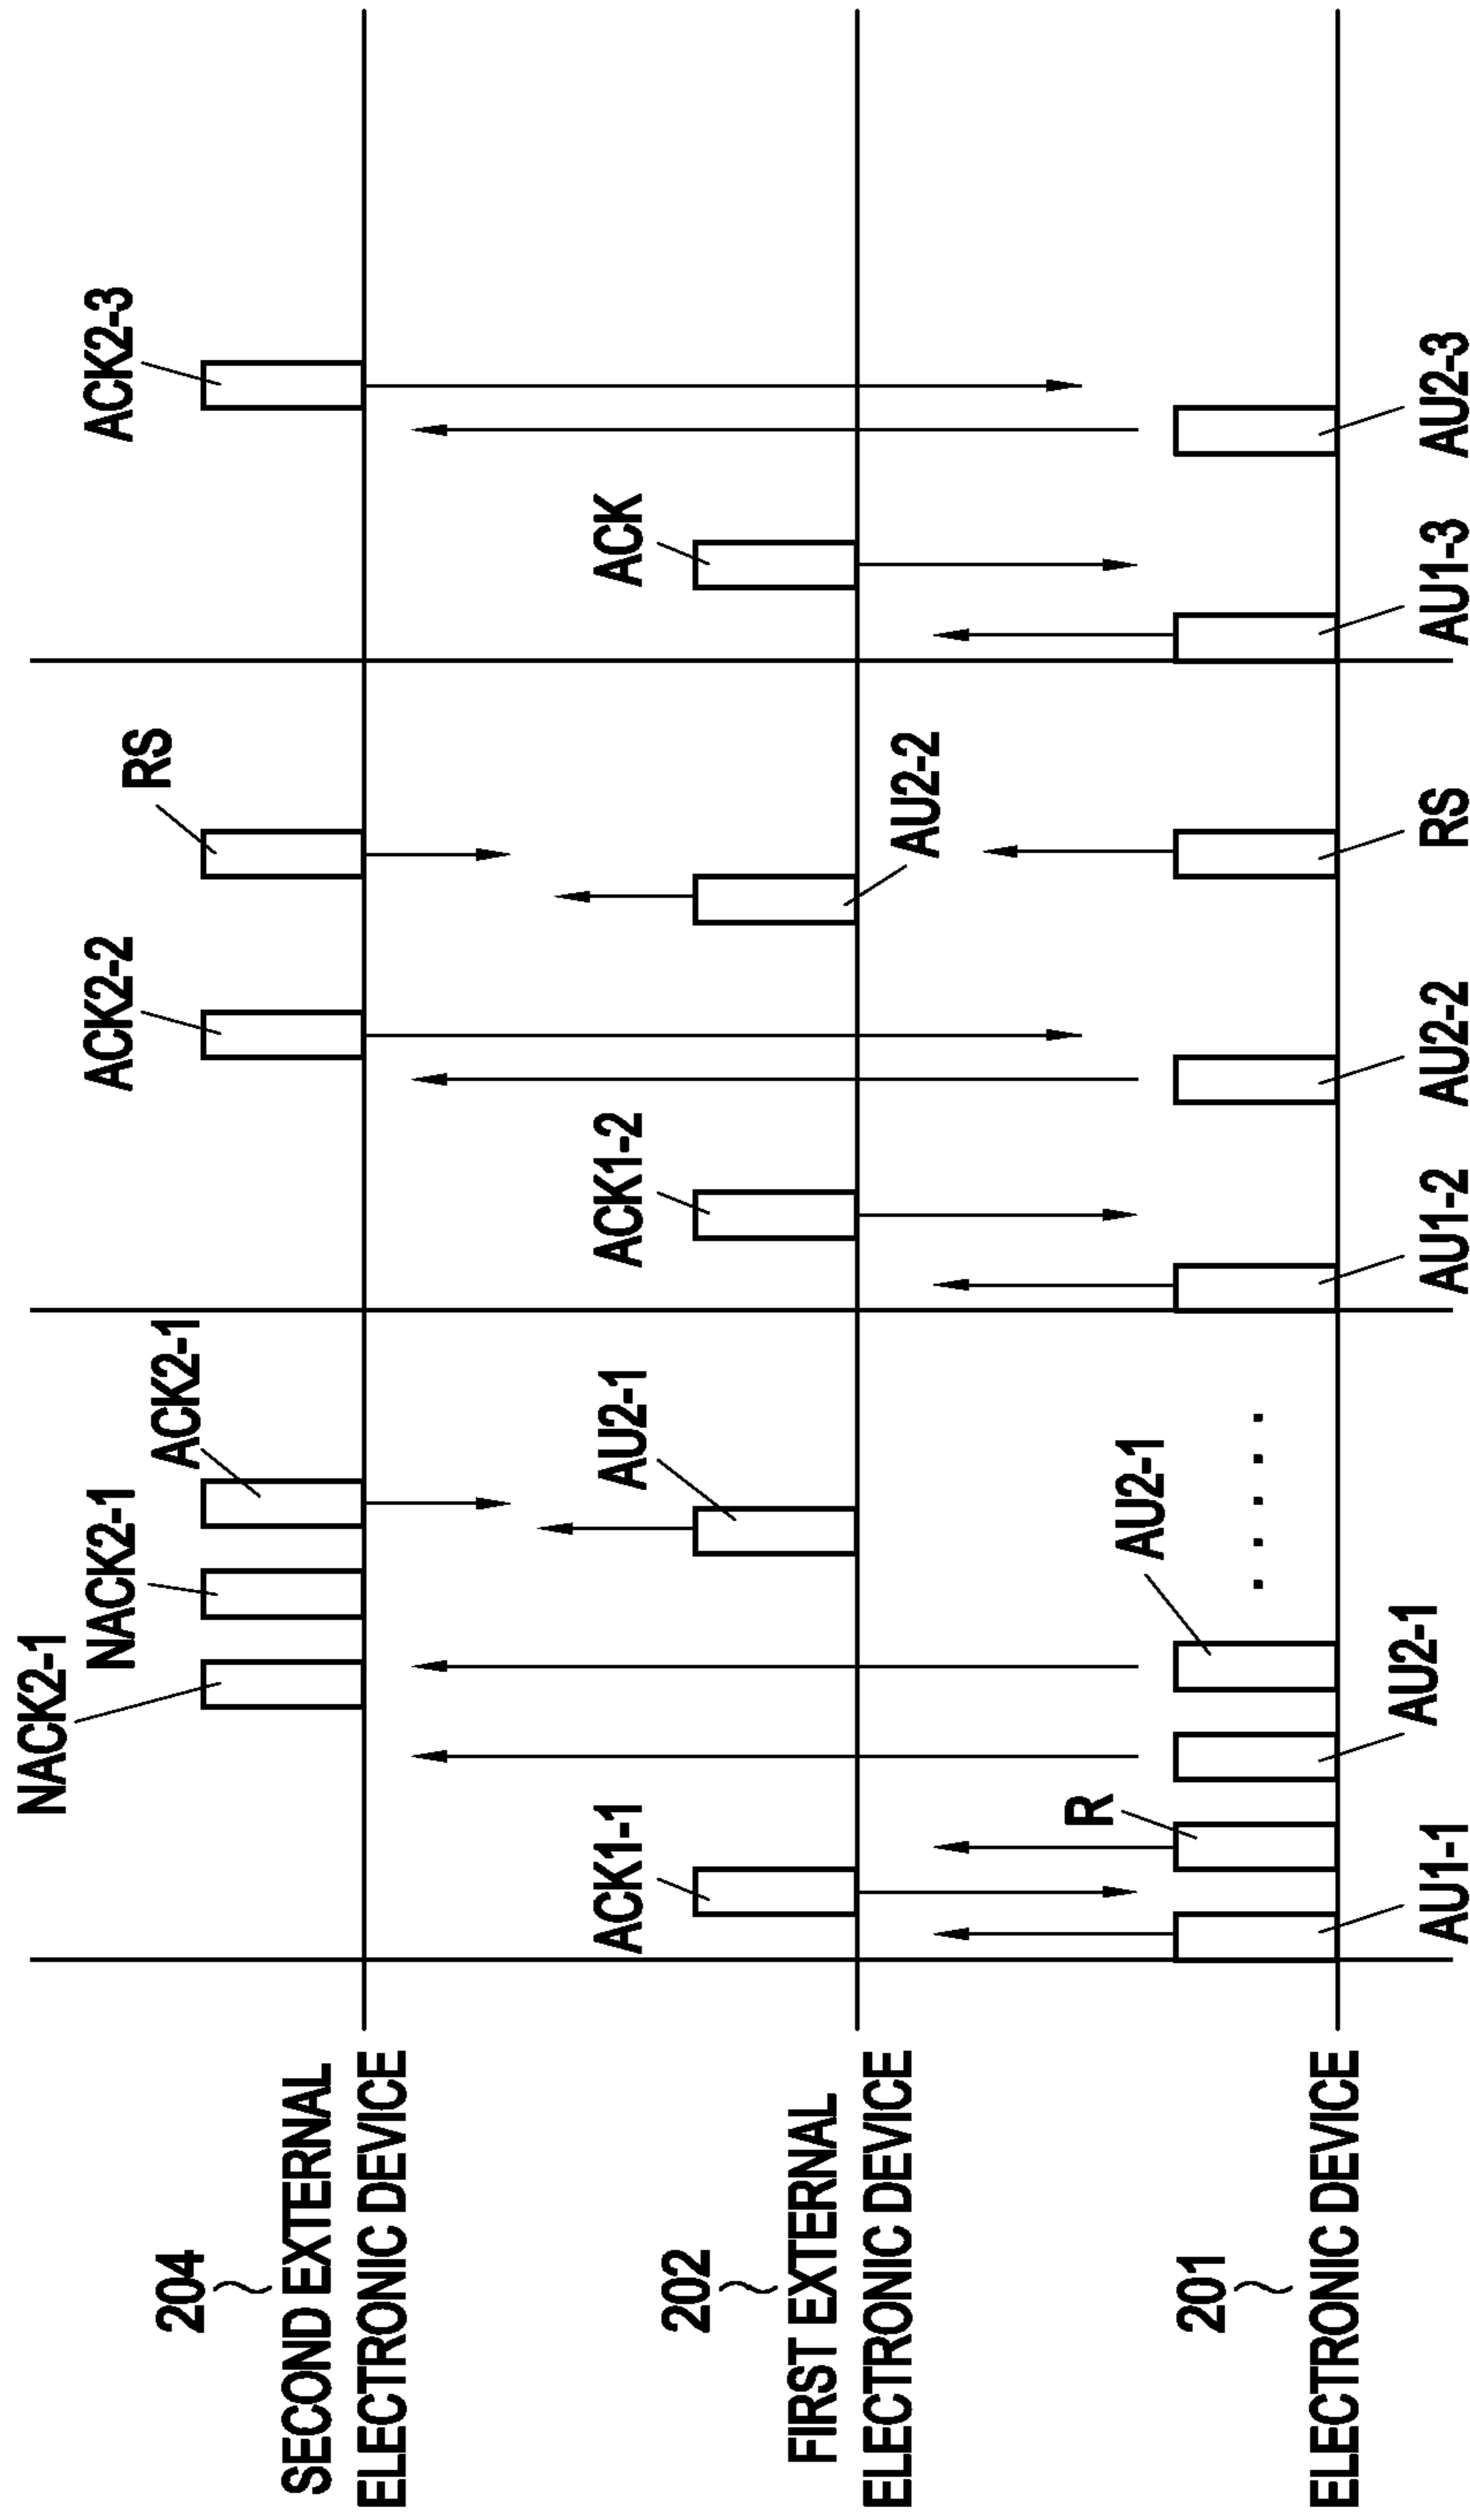 204
SECOND EXTERNAL
ELECTRONIC DEVICE
NACK2-1
NACK2-1
ACK2-1
ACK2-2
RS
ACK2-3
202
FIRST EXTERNAL
ELECTRONIC DEVICE
ACK1-1
AU2-1
ACK1-2
AU2-2
ACK
201
ELECTRONIC DEVICE
AU1-1
R
AU2-1
AU2-1
AU1-2
AU2-2
RS
AU1-3
AU2-3